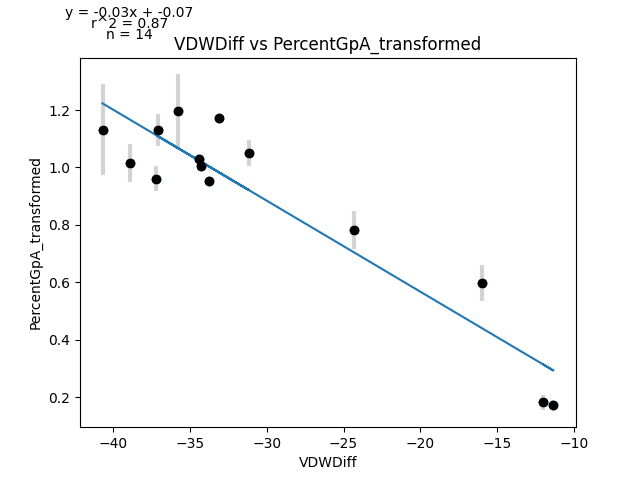 y = -0.03x + -0.07
r^2 = 0.87
n = 14
VDWDiff vs PercentGpA_transformed
PercentGpA_transformed
1.2
1.0
0.8
0.6
0.4
0.2
−40 −35 −30 −25 −20 −15 −10
VDWDiff